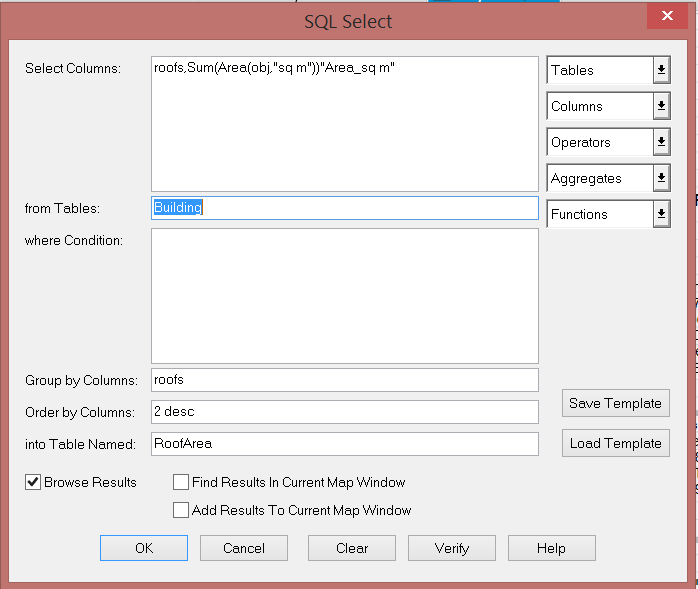 SQL Select
Select Columns:
roofs,Sum(Area(obj,"sq m"))"Area_sq m"
Tables
Columns
Operators
Aggregates
from Tables:
Building
Functions
where Condition:
Group by Columns:
roofs
Order by Columns:
2 desc
Save Template
into Table Named:
RoofArea
Load Template
Browse Results
Find Results In Current Map Window
Add Results To Current Map Window
OK
Cancel
Clear
Verify
Help